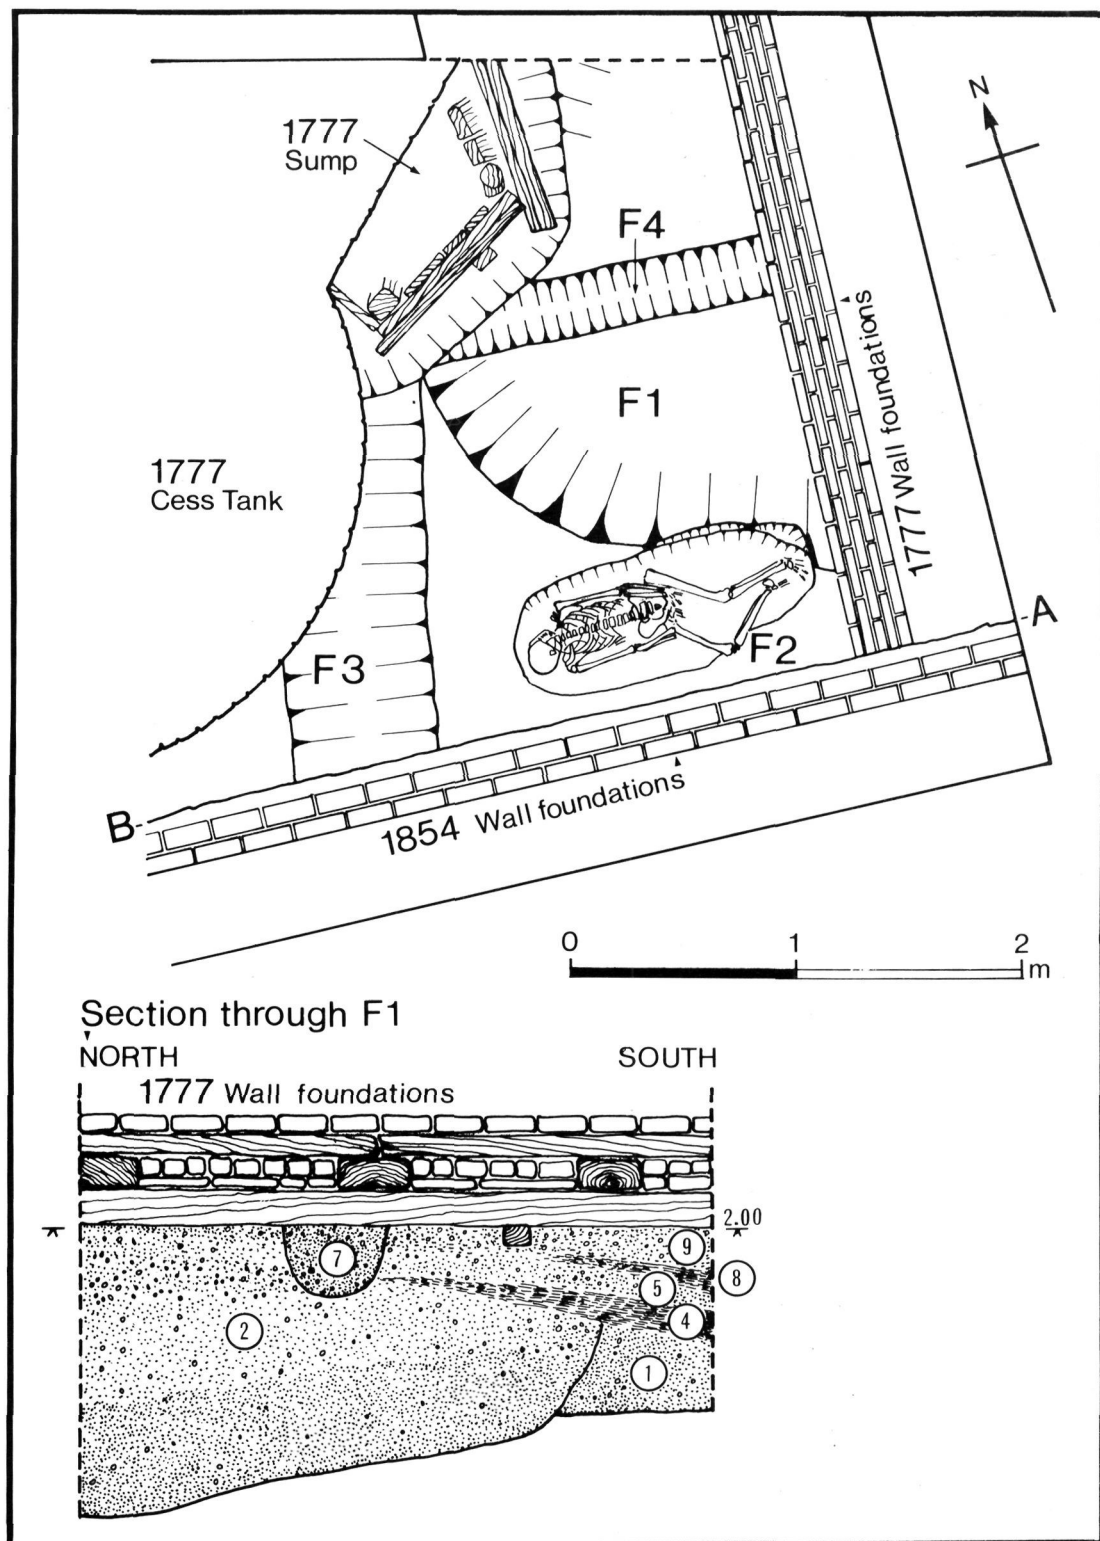 N
1777
Sump
F4
1777 Wall foundations
F1
1777
Cess Tank
A
F3
F2
B
1854 Wall foundations
0 1 2
m
Section through F1
NORTH SOUTH
1777 Wall foundations
2.00
9
7
8
5
4
2
1